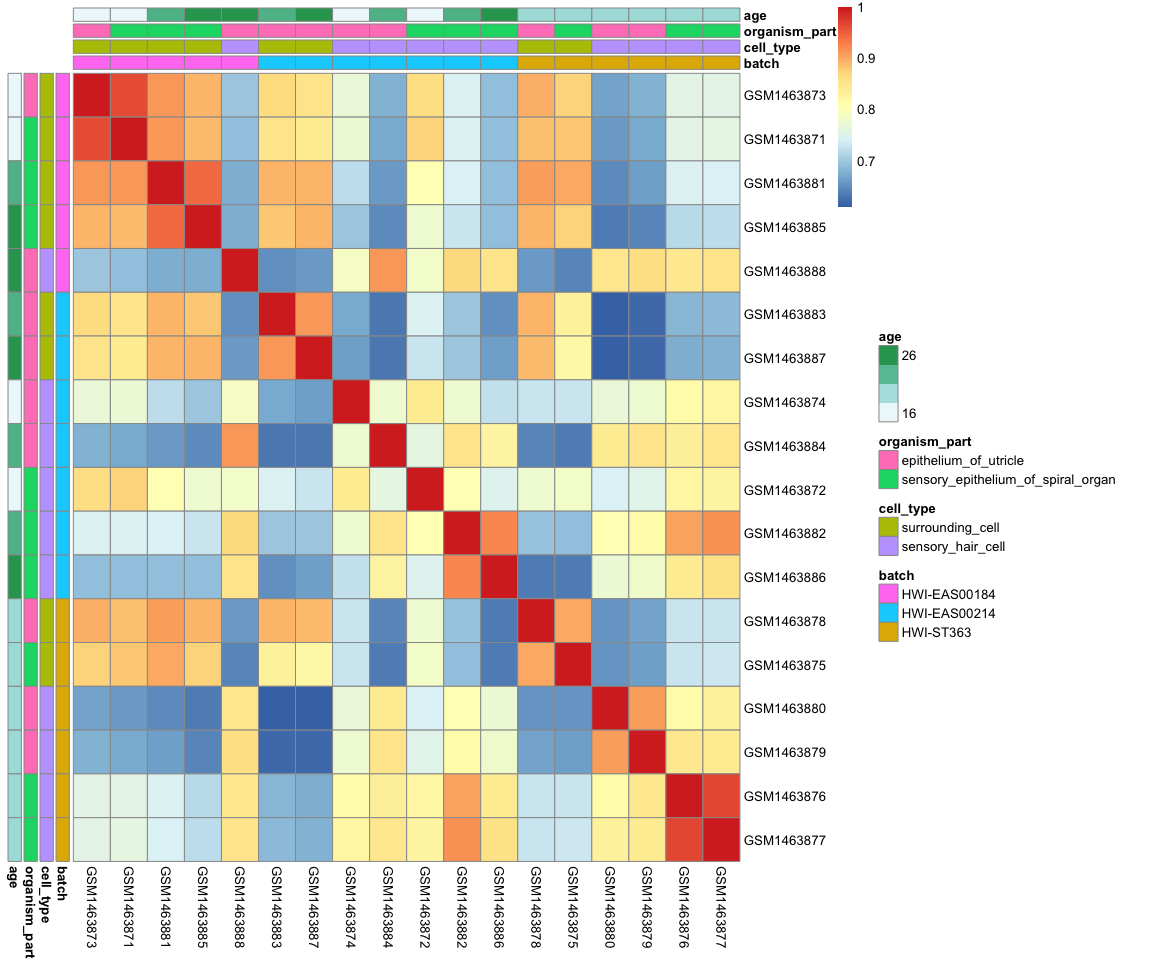 age
organism_part
cell_type
batch
1
0.9
0.8
0.7
GSM1463873
GSM1463871
GSM1463881
GSM1463885
GSM1463888
GSM1463883
GSM1463887
GSM1463874
GSM1463884
GSM1463872
GSM1463882
GSM1463886
GSM1463878
GSM1463875
GSM1463880
GSM1463879
GSM1463876
GSM1463877
age
26
16
organism_part
epithelium_of_utricle
sensory_epithelium_of_spiral_organ
cell_type
surrounding_cell
sensory_hair_cell
batch
HWI-EAS00184
HWI-EAS00214
HWI-ST363
age
organism_part
cell_type
batch
GSM1463873
GSM1463871
GSM1463881
GSM1463885
GSM1463888
GSM1463883
GSM1463887
GSM1463874
GSM1463884
GSM1463872
GSM1463882
GSM1463886
GSM1463878
GSM1463875
GSM1463880
GSM1463879
GSM1463876
GSM1463877